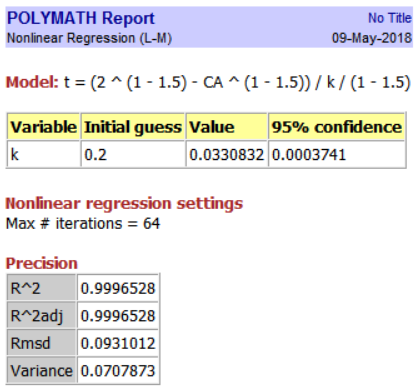 POLYMATH Report No Title
Nonlinear Regression (L-M) 09-May-2018
Model: t = (2 ^ (1 - 1.5) - CA ^ (1 - 1.5)) / k / (1 - 1.5)
Variable Initial guess Value 95% confidence
k 0.2 0.0330832 0.0003741
Nonlinear regression settings
Max # iterations = 64
Precision
R^2 0.9996528
R^2adj 0.9996528
Rmsd 0.0931012
Variance 0.0707873